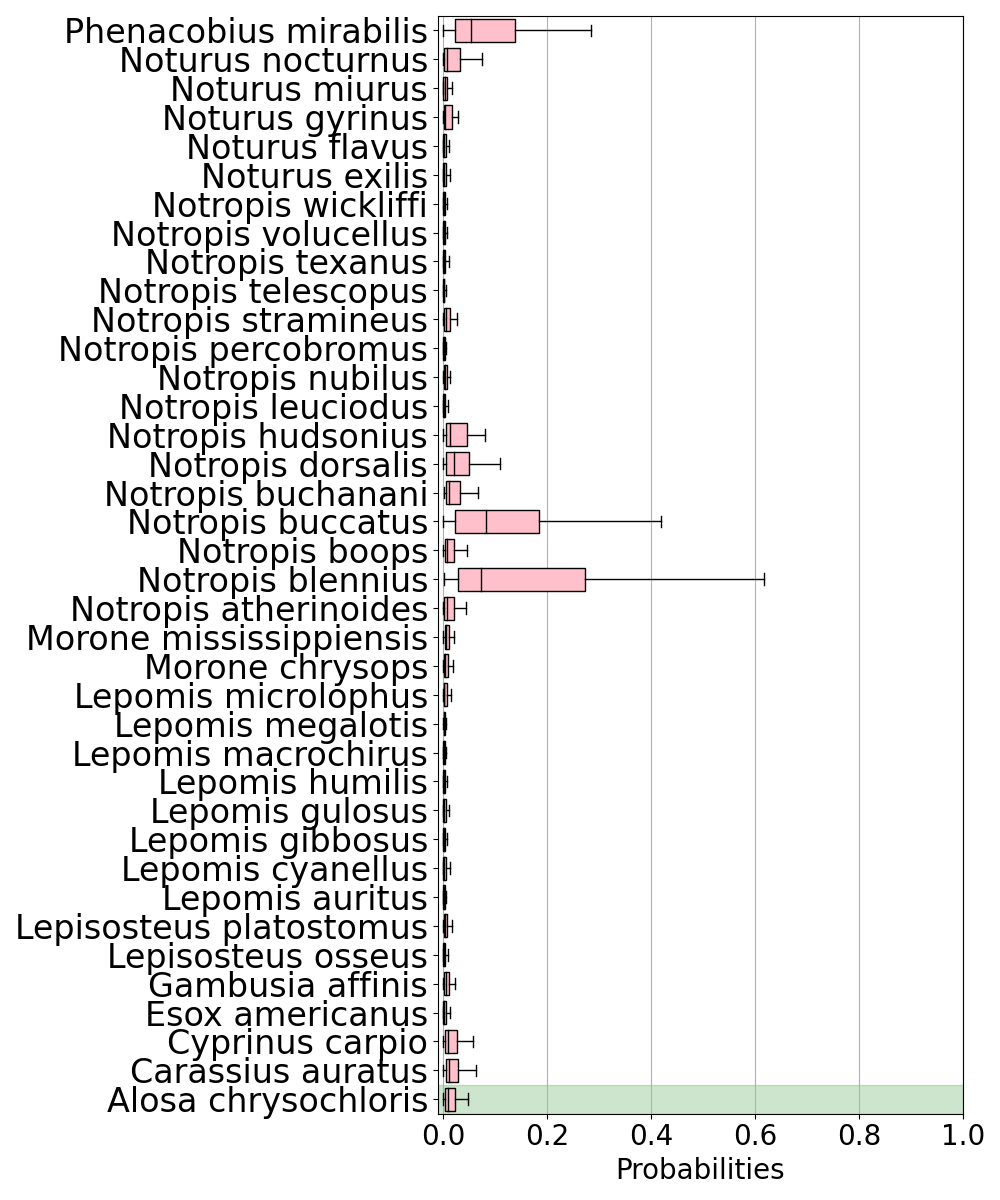 Phenacobius mirabilis
Noturus nocturnus
Noturus miurus
Noturus gyrinus
Noturus flavus
Noturus exilis
Notropis wickliffi
Notropis volucellus
Notropis texanus
Notropis telescopus
Notropis stramineus
Notropis percobromus
Notropis nubilus
Notropis leuciodus
Notropis hudsonius
Notropis dorsalis
Notropis buchanani
Notropis buccatus
Notropis boops
Notropis blennius
Notropis atherinoides
Morone mississippiensis
Morone chrysops
Lepomis microlophus
Lepomis megalotis
Lepomis macrochirus
Lepomis humilis
Lepomis gulosus
Lepomis gibbosus
Lepomis cyanellus
Lepomis auritus
Lepisosteus platostomus
Lepisosteus osseus
Gambusia affinis
Esox americanus
Cyprinus carpio
Carassius auratus
Alosa chrysochloris
0.0 0.2 0.4 0.6 0.8 1.0
Probabilities